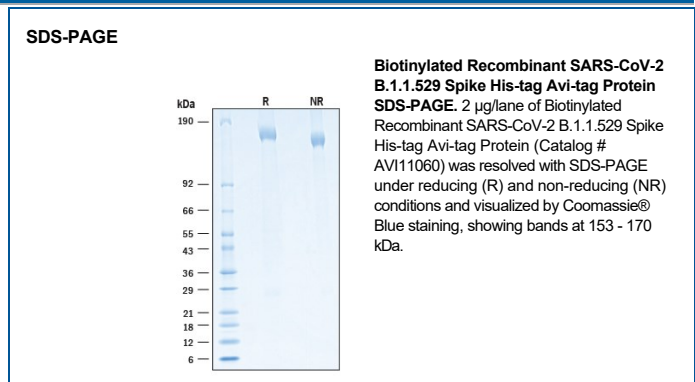 SDS-PAGE
Biotinylated Recombinant SARS-CoV-2
B.1.1.529 Spike His-tag Avi-tag Protein
SDS-PAGE. 2 µg/lane of Biotinylated
Recombinant SARS-CoV-2 B.1.1.529 Spike
His-tag Avi-tag Protein (Catalog #
AVI11060) was resolved with SDS-PAGE
under reducing (R) and non-reducing (NR)
conditions and visualized by Coomassie®
Blue staining, showing bands at 153 - 170
kDa.
kDa R NR
190
92
66
55
43
36
29
21
18
12
6